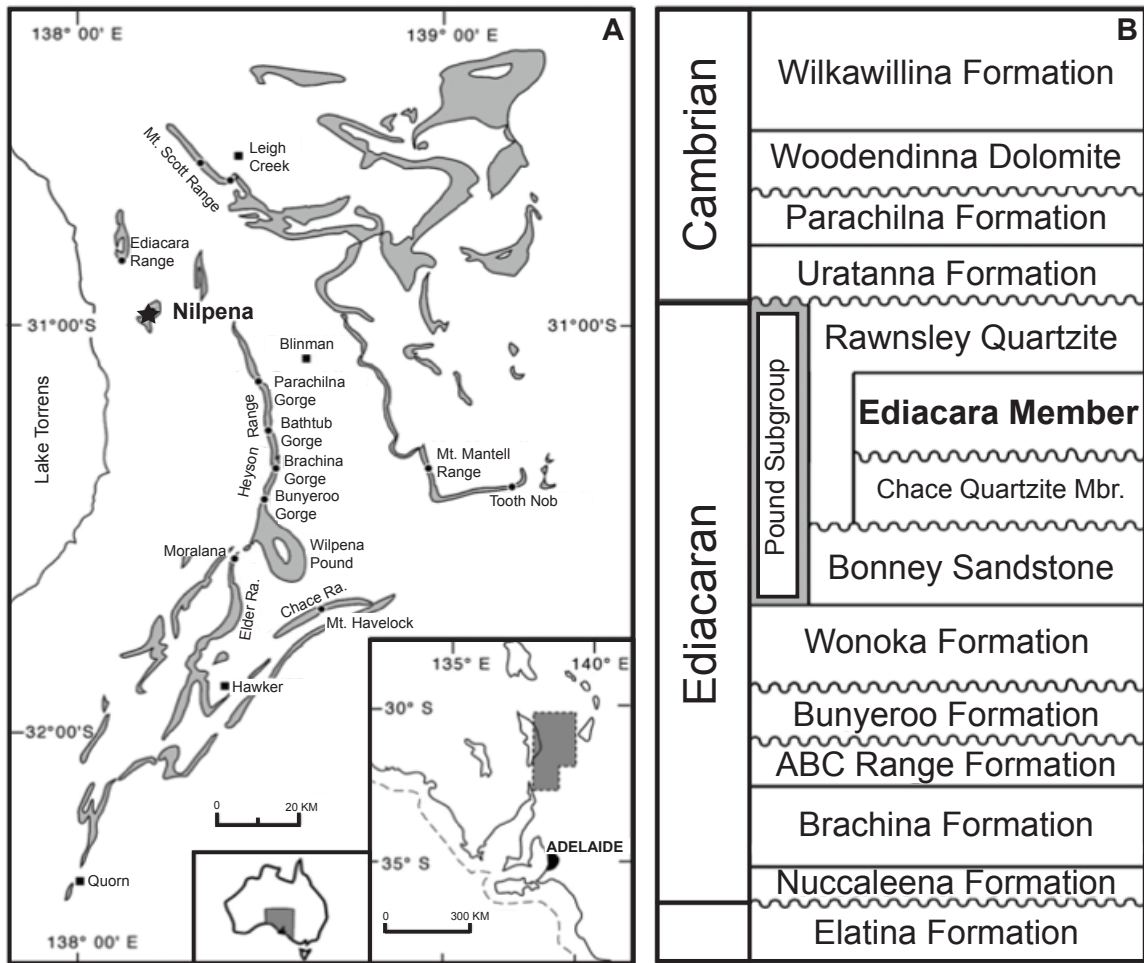 138° 00' E
139° 00' E
A
Mt. Scott Range
Leigh
Creek
Ediacara
Range
Nilpena
31°00'S
31°00'S
Blinman
Parachilna
Gorge
Lake Torrens
Heyson Range
Bathtub
Gorge
Brachina
Gorge
Mt. Mantell
Range
Bunyeroo
Gorge
Tooth Nob
Moralana
Wilpena
Pound
Elder Ra.
Chace Ra.
Mt. Havelock
Hawker
32°00'S
0 20 KM
Quorn
138° 00' E
135° E
140° E
30° S
ADELAIDE
35° S
0 300 KM
B
Cambrian
Wilkawillina Formation
Woodendinna Dolomite
Parachilna Formation
Uratanna Formation
Ediacaran
Pound Subgroup
Rawnsley Quartzite
Ediacara Member
Chace Quartzite Mbr.
Bonney Sandstone
Wonoka Formation
Bunyeroo Formation
ABC Range Formation
Brachina Formation
Nuccaleena Formation
Elatina Formation